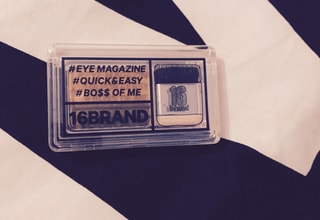 #EYE MAGAZINE
#QUICK&EASY
#BO$$ OF ME
16BRAND
16